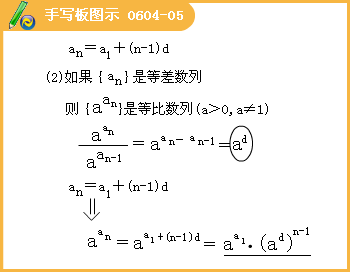 手写板图示 0604-05
aₙ=a₁+(n-1)d
(2)如果{aₙ}是等差数列
则{a^(aₙ)}是等比数列(a>0,a≠1)
a^(aₙ)/a^(aₙ₋₁)=a^(aₙ-aₙ₋₁)=a^d
aₙ=a₁+(n-1)d
⇓
a^(aₙ)=a^(a₁+(n-1)d)=a^(a₁)·(a^d)^(n-1)